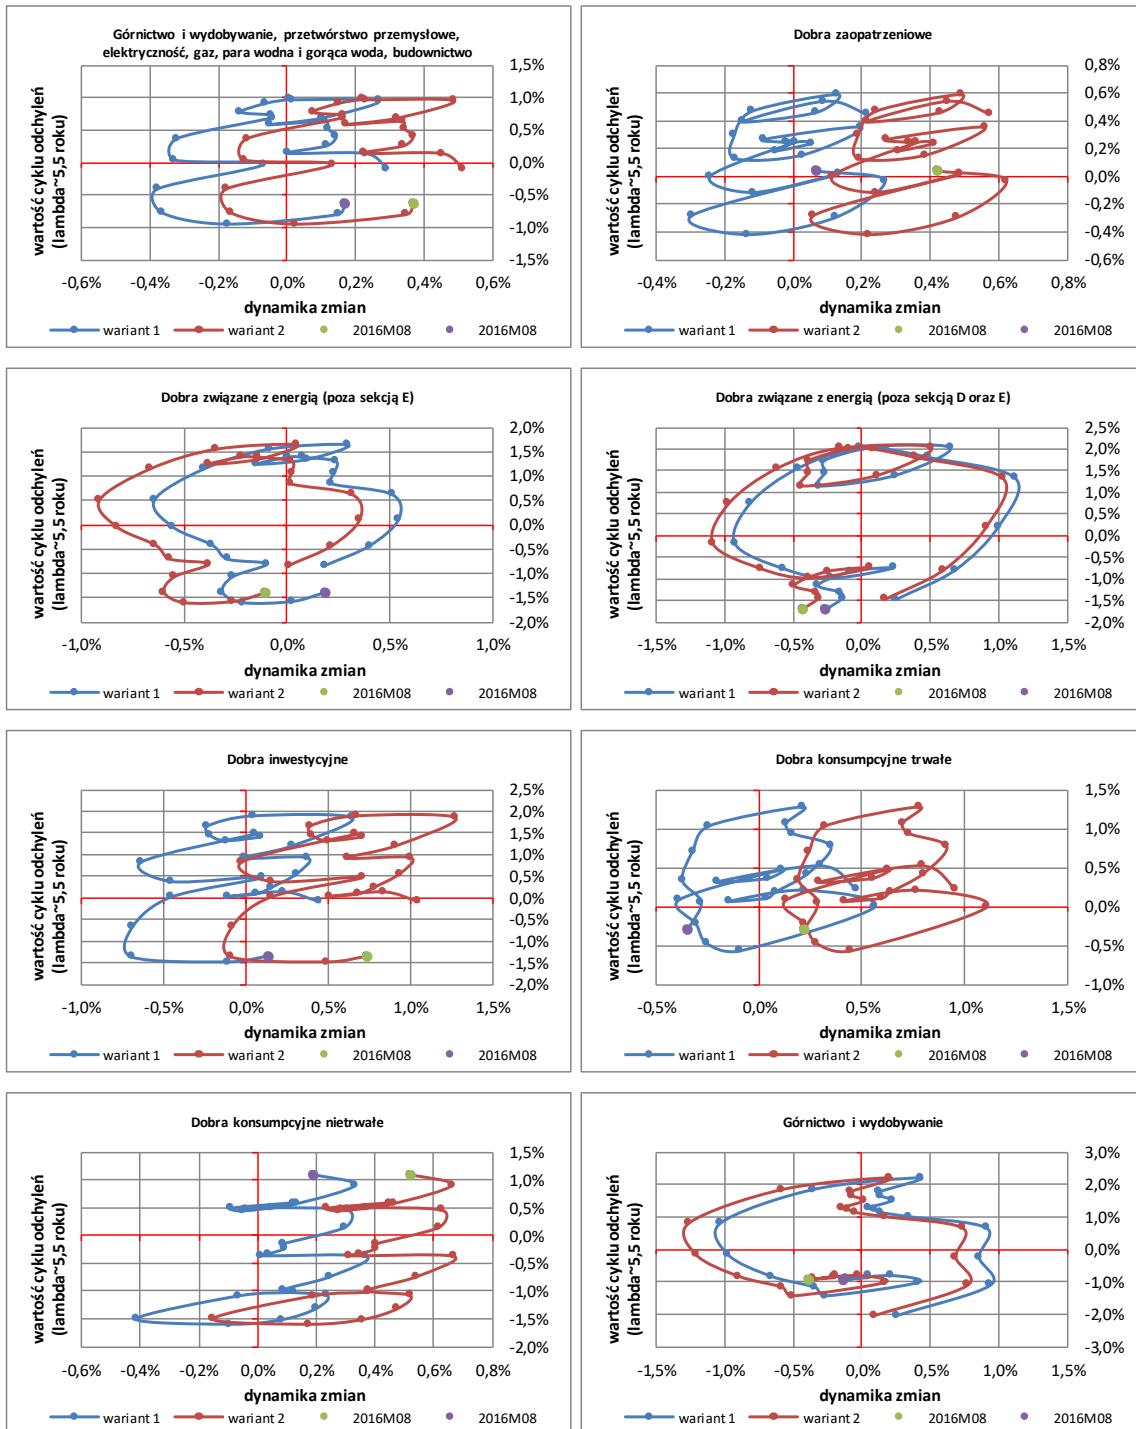 Górnictwo i wydobywanie, przetwórstwo przemysłowe,
elektryczność, gaz, para wodna i gorąca woda, budownictwo
wartość cyklu odchyleń
(lambda~5,5 roku)
1,5%
1,0%
0,5%
0,0%
-0,5%
-1,0%
-1,5%
-0,6% -0,4% -0,2% 0,0% 0,2% 0,4% 0,6%
dynamika zmian
wariant 1 wariant 2 2016M08 2016M08
Dobra zaopatrzeniowe
wartość cyklu odchyleń
(lambda~5,5 roku)
0,8%
0,6%
0,4%
0,2%
0,0%
-0,2%
-0,4%
-0,6%
-0,4% -0,2% 0,0% 0,2% 0,4% 0,6% 0,8%
dynamika zmian
wariant 1 wariant 2 2016M08 2016M08
Dobra związane z energią (poza sekcją E)
wartość cyklu odchyleń
(lambda~5,5 roku)
2,0%
1,5%
1,0%
0,5%
0,0%
-0,5%
-1,0%
-1,5%
-2,0%
-1,0% -0,5% 0,0% 0,5% 1,0%
dynamika zmian
wariant 1 wariant 2 2016M08 2016M08
Dobra związane z energią (poza sekcją D oraz E)
wartość cyklu odchyleń
(lambda~5,5 roku)
2,5%
2,0%
1,5%
1,0%
0,5%
0,0%
-0,5%
-1,0%
-1,5%
-2,0%
-1,5% -1,0% -0,5% 0,0% 0,5% 1,0% 1,5%
dynamika zmian
wariant 1 wariant 2 2016M08 2016M08
Dobra inwestycyjne
wartość cyklu odchyleń
(lambda~5,5 roku)
2,5%
2,0%
1,5%
1,0%
0,5%
0,0%
-0,5%
-1,0%
-1,5%
-2,0%
-1,0% -0,5% 0,0% 0,5% 1,0% 1,5%
dynamika zmian
wariant 1 wariant 2 2016M08 2016M08
Dobra konsumpcyjne trwałe
wartość cyklu odchyleń
(lambda~5,5 roku)
1,5%
1,0%
0,5%
0,0%
-0,5%
-1,0%
-0,5% 0,0% 0,5% 1,0% 1,5%
dynamika zmian
wariant 1 wariant 2 2016M08 2016M08
Dobra konsumpcyjne nietrwałe
wartość cyklu odchyleń
(lambda~5,5 roku)
1,5%
1,0%
0,5%
0,0%
-0,5%
-1,0%
-1,5%
-2,0%
-0,6% -0,4% -0,2% 0,0% 0,2% 0,4% 0,6% 0,8%
dynamika zmian
wariant 1 wariant 2 2016M08 2016M08
Górnictwo i wydobywanie
wartość cyklu odchyleń
(lambda~5,5 roku)
3,0%
2,0%
1,0%
0,0%
-1,0%
-2,0%
-3,0%
-1,5% -1,0% -0,5% 0,0% 0,5% 1,0% 1,5%
dynamika zmian
wariant 1 wariant 2 2016M08 2016M08